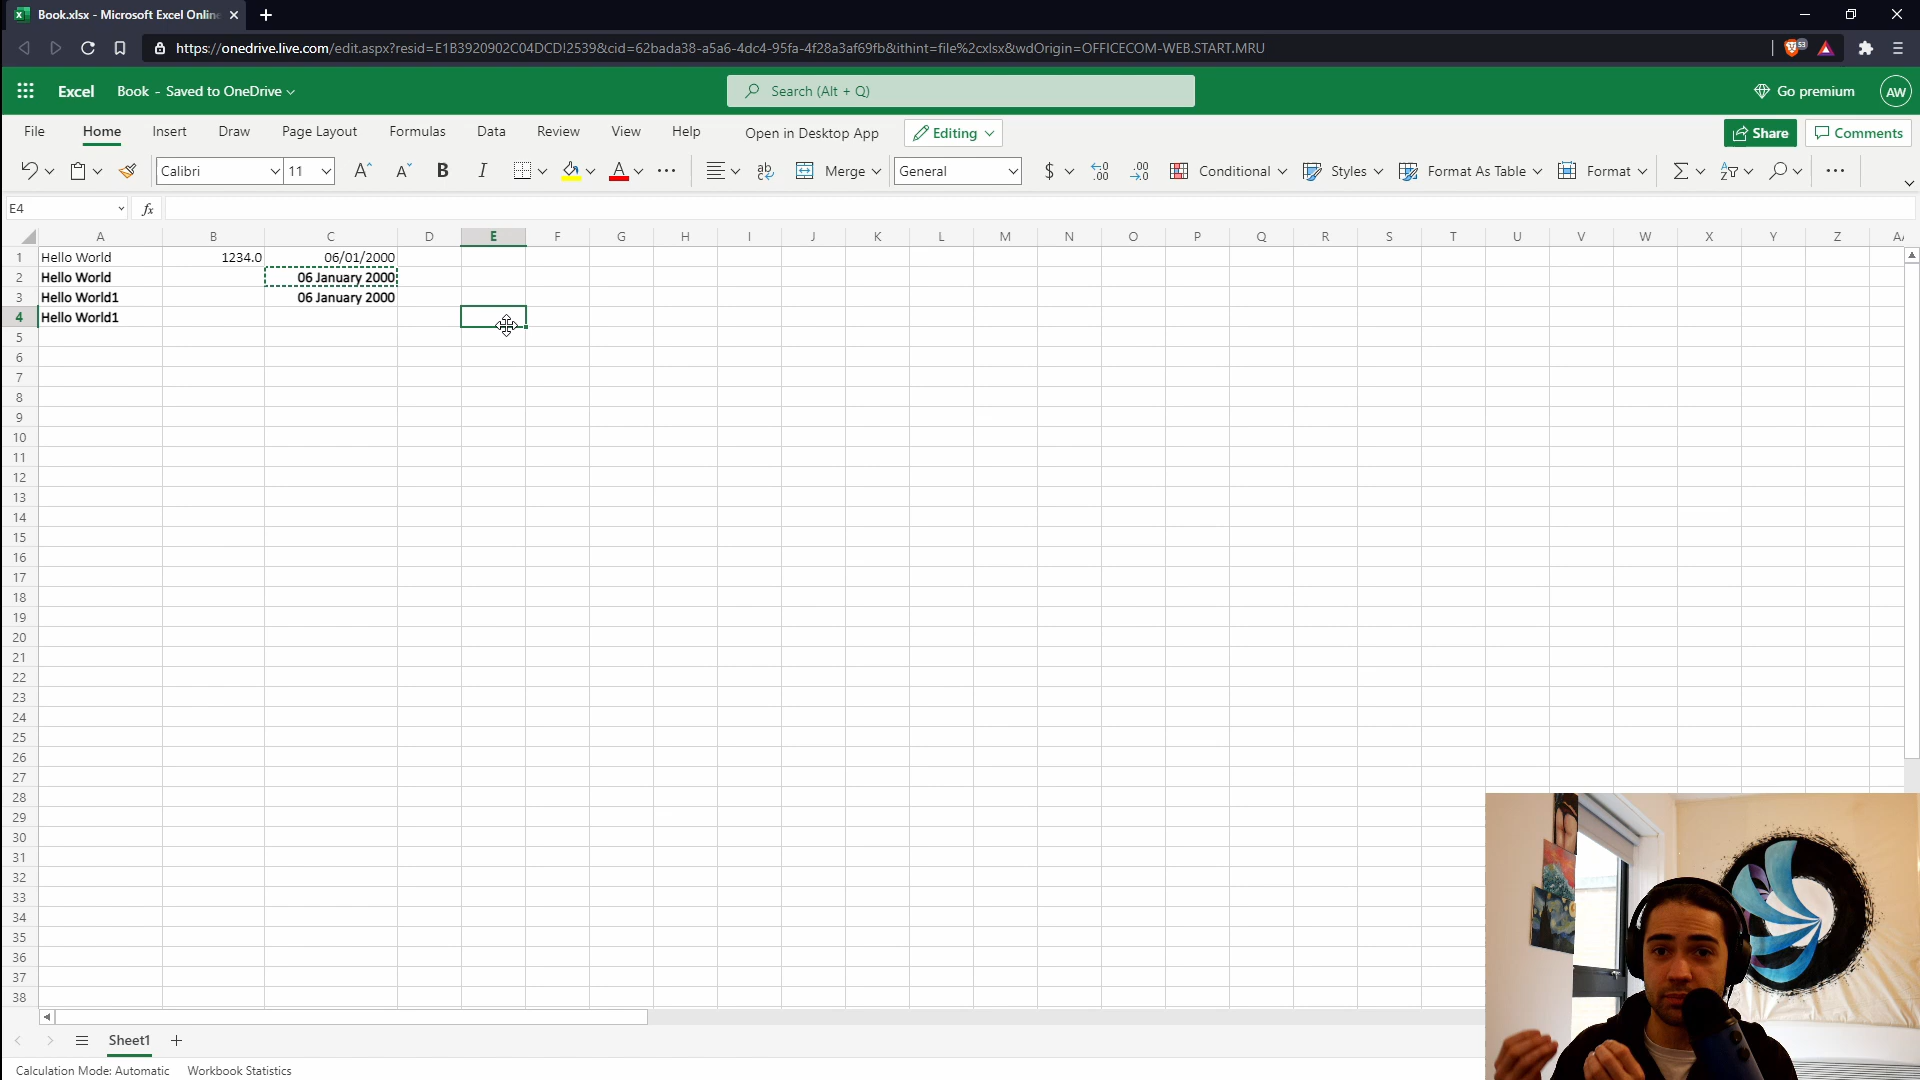 Book.xlsx - Microsoft Excel Online
https://onedrive.live.com/edit.aspx?resid=E1B3920902C04DCD!2539&cid=62bada38-a5a6-4dc4-95fa-4f28a3af69fb&ithint=file%2cxlsx&wdOrigin=OFFICECOM-WEB.START.MRU
53
Excel Book - Saved to OneDrive Search (Alt + Q) Go premium AW
File Home Insert Draw Page Layout Formulas Data Review View Help Open in Desktop App Editing Share Comments
Calibri 11 A A B I A ab Merge General $ .00 .00 Conditional Styles Format As Table Format
E4 fx
A B C D E F G H I J K L M N O P Q R S T U V W X Y Z
1 Hello World 1234.0 06/01/2000
2 Hello World 06 January 2000
3 Hello World1 06 January 2000
4 Hello World1
5
6
7
8
9
10
11
12
13
14
15
16
17
18
19
20
21
22
23
24
25
26
27
28
29
30
31
32
33
34
35
36
37
38
Sheet1
Calculation Mode: Automatic Workbook Statistics